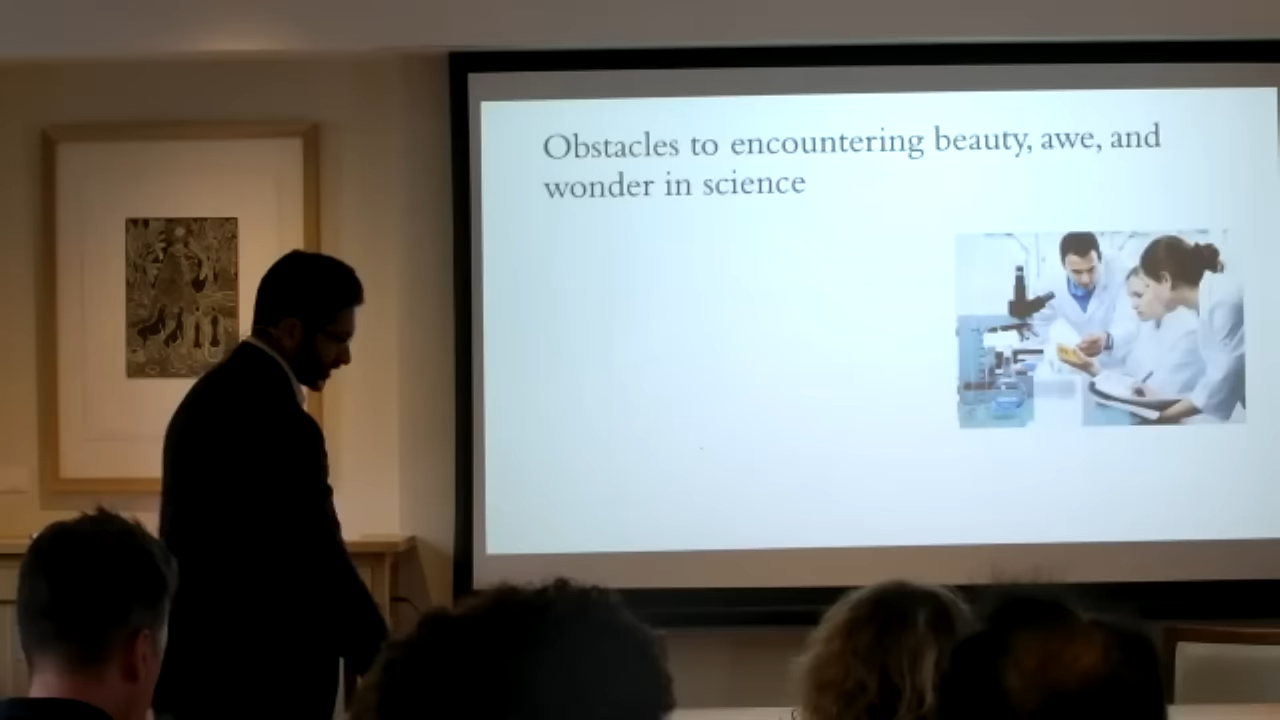 Obstacles to encountering beauty, awe, and
wonder in science